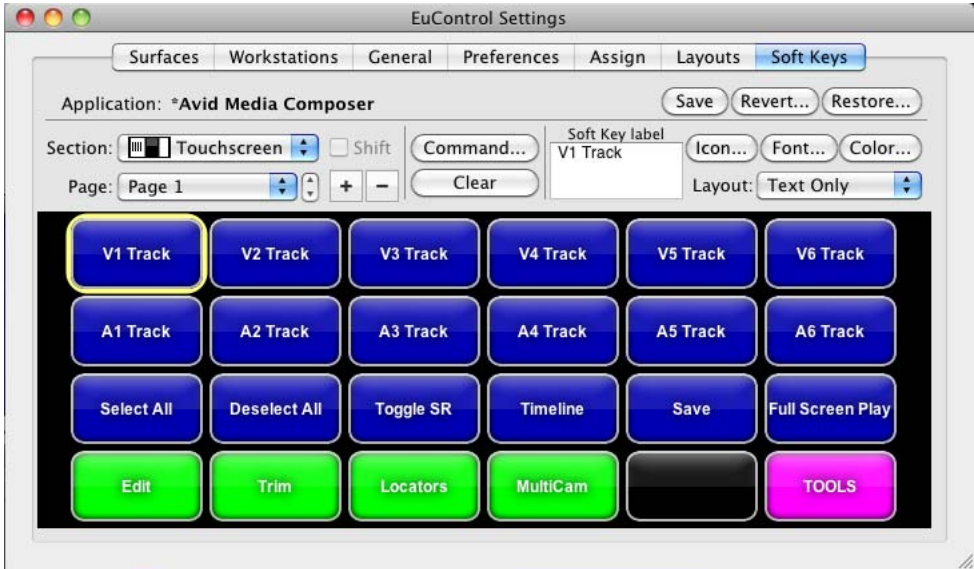 EuControl Settings
Surfaces Workstations General Preferences Assign Layouts Soft Keys
Application: *Avid Media Composer Save Revert... Restore...
Section: Touchscreen Shift Command... Soft Key label Icon... Font... Color...
V1 Track
Page: Page 1 + - Clear Layout: Text Only
V1 Track V2 Track V3 Track V4 Track V5 Track V6 Track
A1 Track A2 Track A3 Track A4 Track A5 Track A6 Track
Select All Deselect All Toggle SR Timeline Save Full Screen Play
Edit Trim Locators MultiCam TOOLS